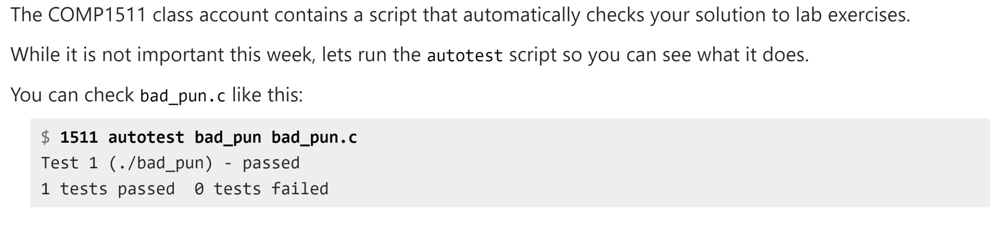 The COMP1511 class account contains a script that automatically checks your solution to lab exercises.
While it is not important this week, lets run the autotest script so you can see what it does.
You can check bad_pun.c like this:
$ 1511 autotest bad_pun bad_pun.c
Test 1 (./bad_pun) - passed
1 tests passed  0 tests failed